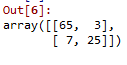 Out[6]:
array([[65,  3],
       [ 7, 25]])